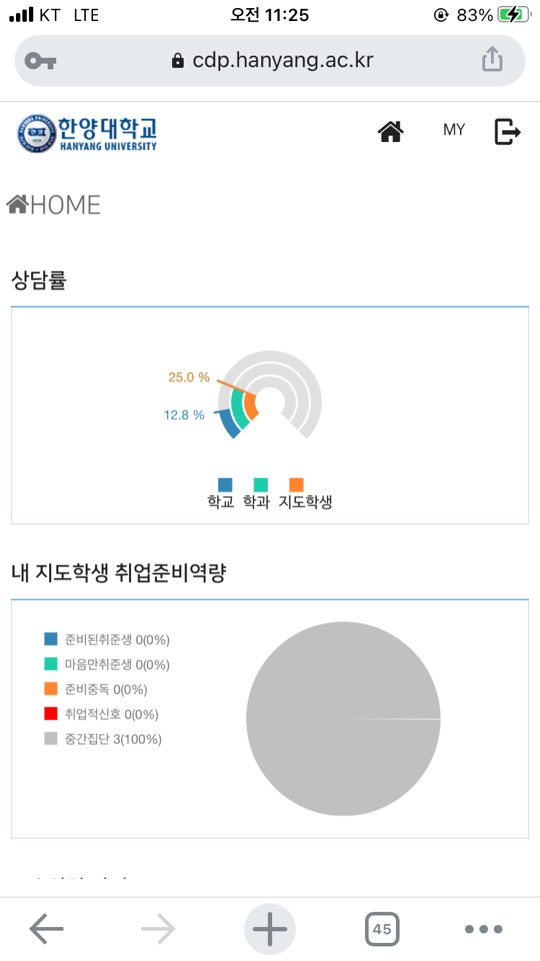 KT LTE 오전 11:25 83%
cdp.hanyang.ac.kr
한양대학교
HANYANG UNIVERSITY
MY
HOME
상담률
25.0 %
12.8 %
학교 학과 지도학생
내 지도학생 취업준비역량
준비된취준생 0(0%)
마음만취준생 0(0%)
준비중독 0(0%)
취업적신호 0(0%)
중간집단 3(100%)
45